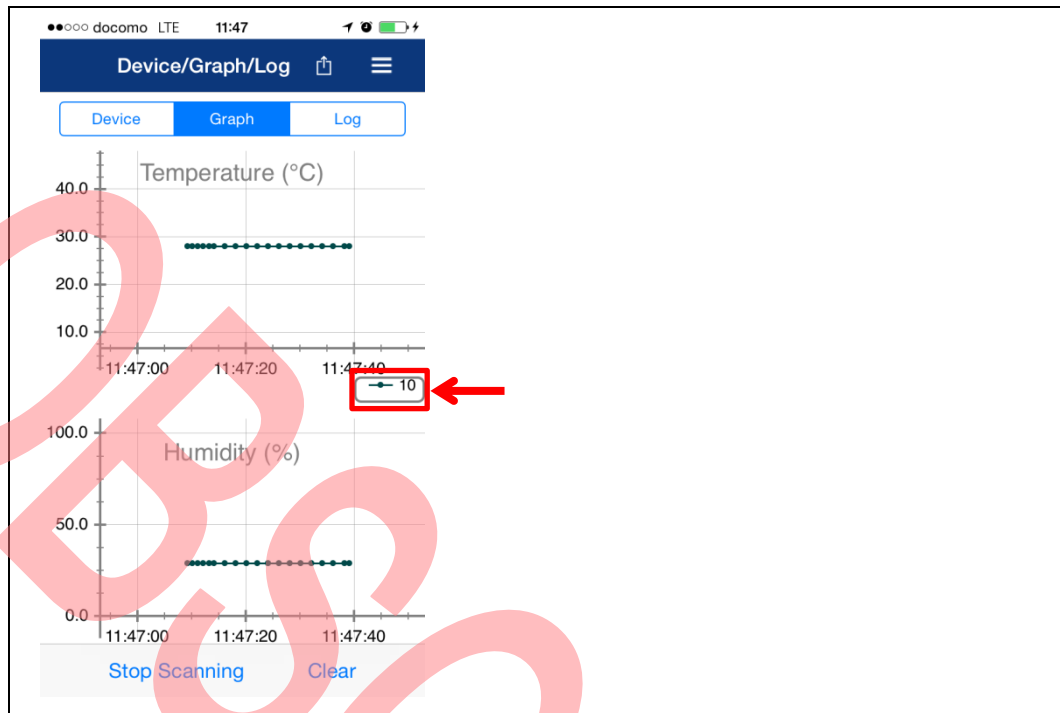 docomo LTE 11:47
Device/Graph/Log
Device Graph Log
Temperature (°C)
40.0
30.0
20.0
10.0
11:47:00 11:47:20 11:47:40
10
100.0
Humidity (%)
50.0
0.0
11:47:00 11:47:20 11:47:40
Stop Scanning Clear